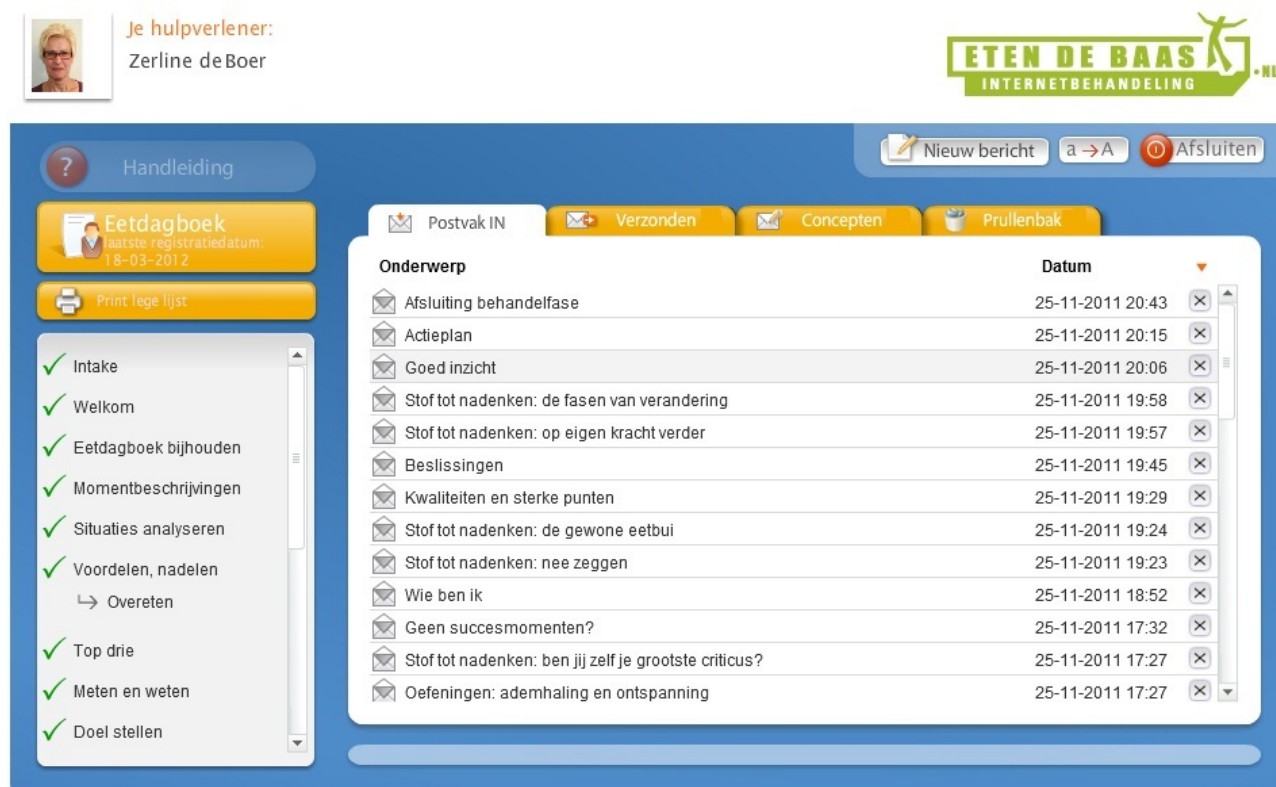 Je hulpverlener:
Zerline de Boer
ETEN DE BAAS
.NL
INTERNETBEHANDELING
Nieuw bericht
a→A
Afsluiten
? Handleiding
Eetdagboek
laatste registratiedatum:
18-03-2012
Print lege lijst
Intake
Welkom
Eetdagboek bijhouden
Momentbeschrijvingen
Situaties analyseren
Voordelen, nadelen
Overeten
Top drie
Meten en weten
Doel stellen
Postvak IN
Verzonden
Concepten
Prullenbak
Onderwerp Datum
Afsluiting behandelfase 25-11-2011 20:43
Actieplan 25-11-2011 20:15
Goed inzicht 25-11-2011 20:06
Stof tot nadenken: de fasen van verandering 25-11-2011 19:58
Stof tot nadenken: op eigen kracht verder 25-11-2011 19:57
Beslissingen 25-11-2011 19:45
Kwaliteiten en sterke punten 25-11-2011 19:29
Stof tot nadenken: de gewone eetbui 25-11-2011 19:24
Stof tot nadenken: nee zeggen 25-11-2011 19:23
Wie ben ik 25-11-2011 18:52
Geen succesmomenten? 25-11-2011 17:32
Stof tot nadenken: ben jij zelf je grootste criticus? 25-11-2011 17:27
Oefeningen: ademhaling en ontspanning 25-11-2011 17:27